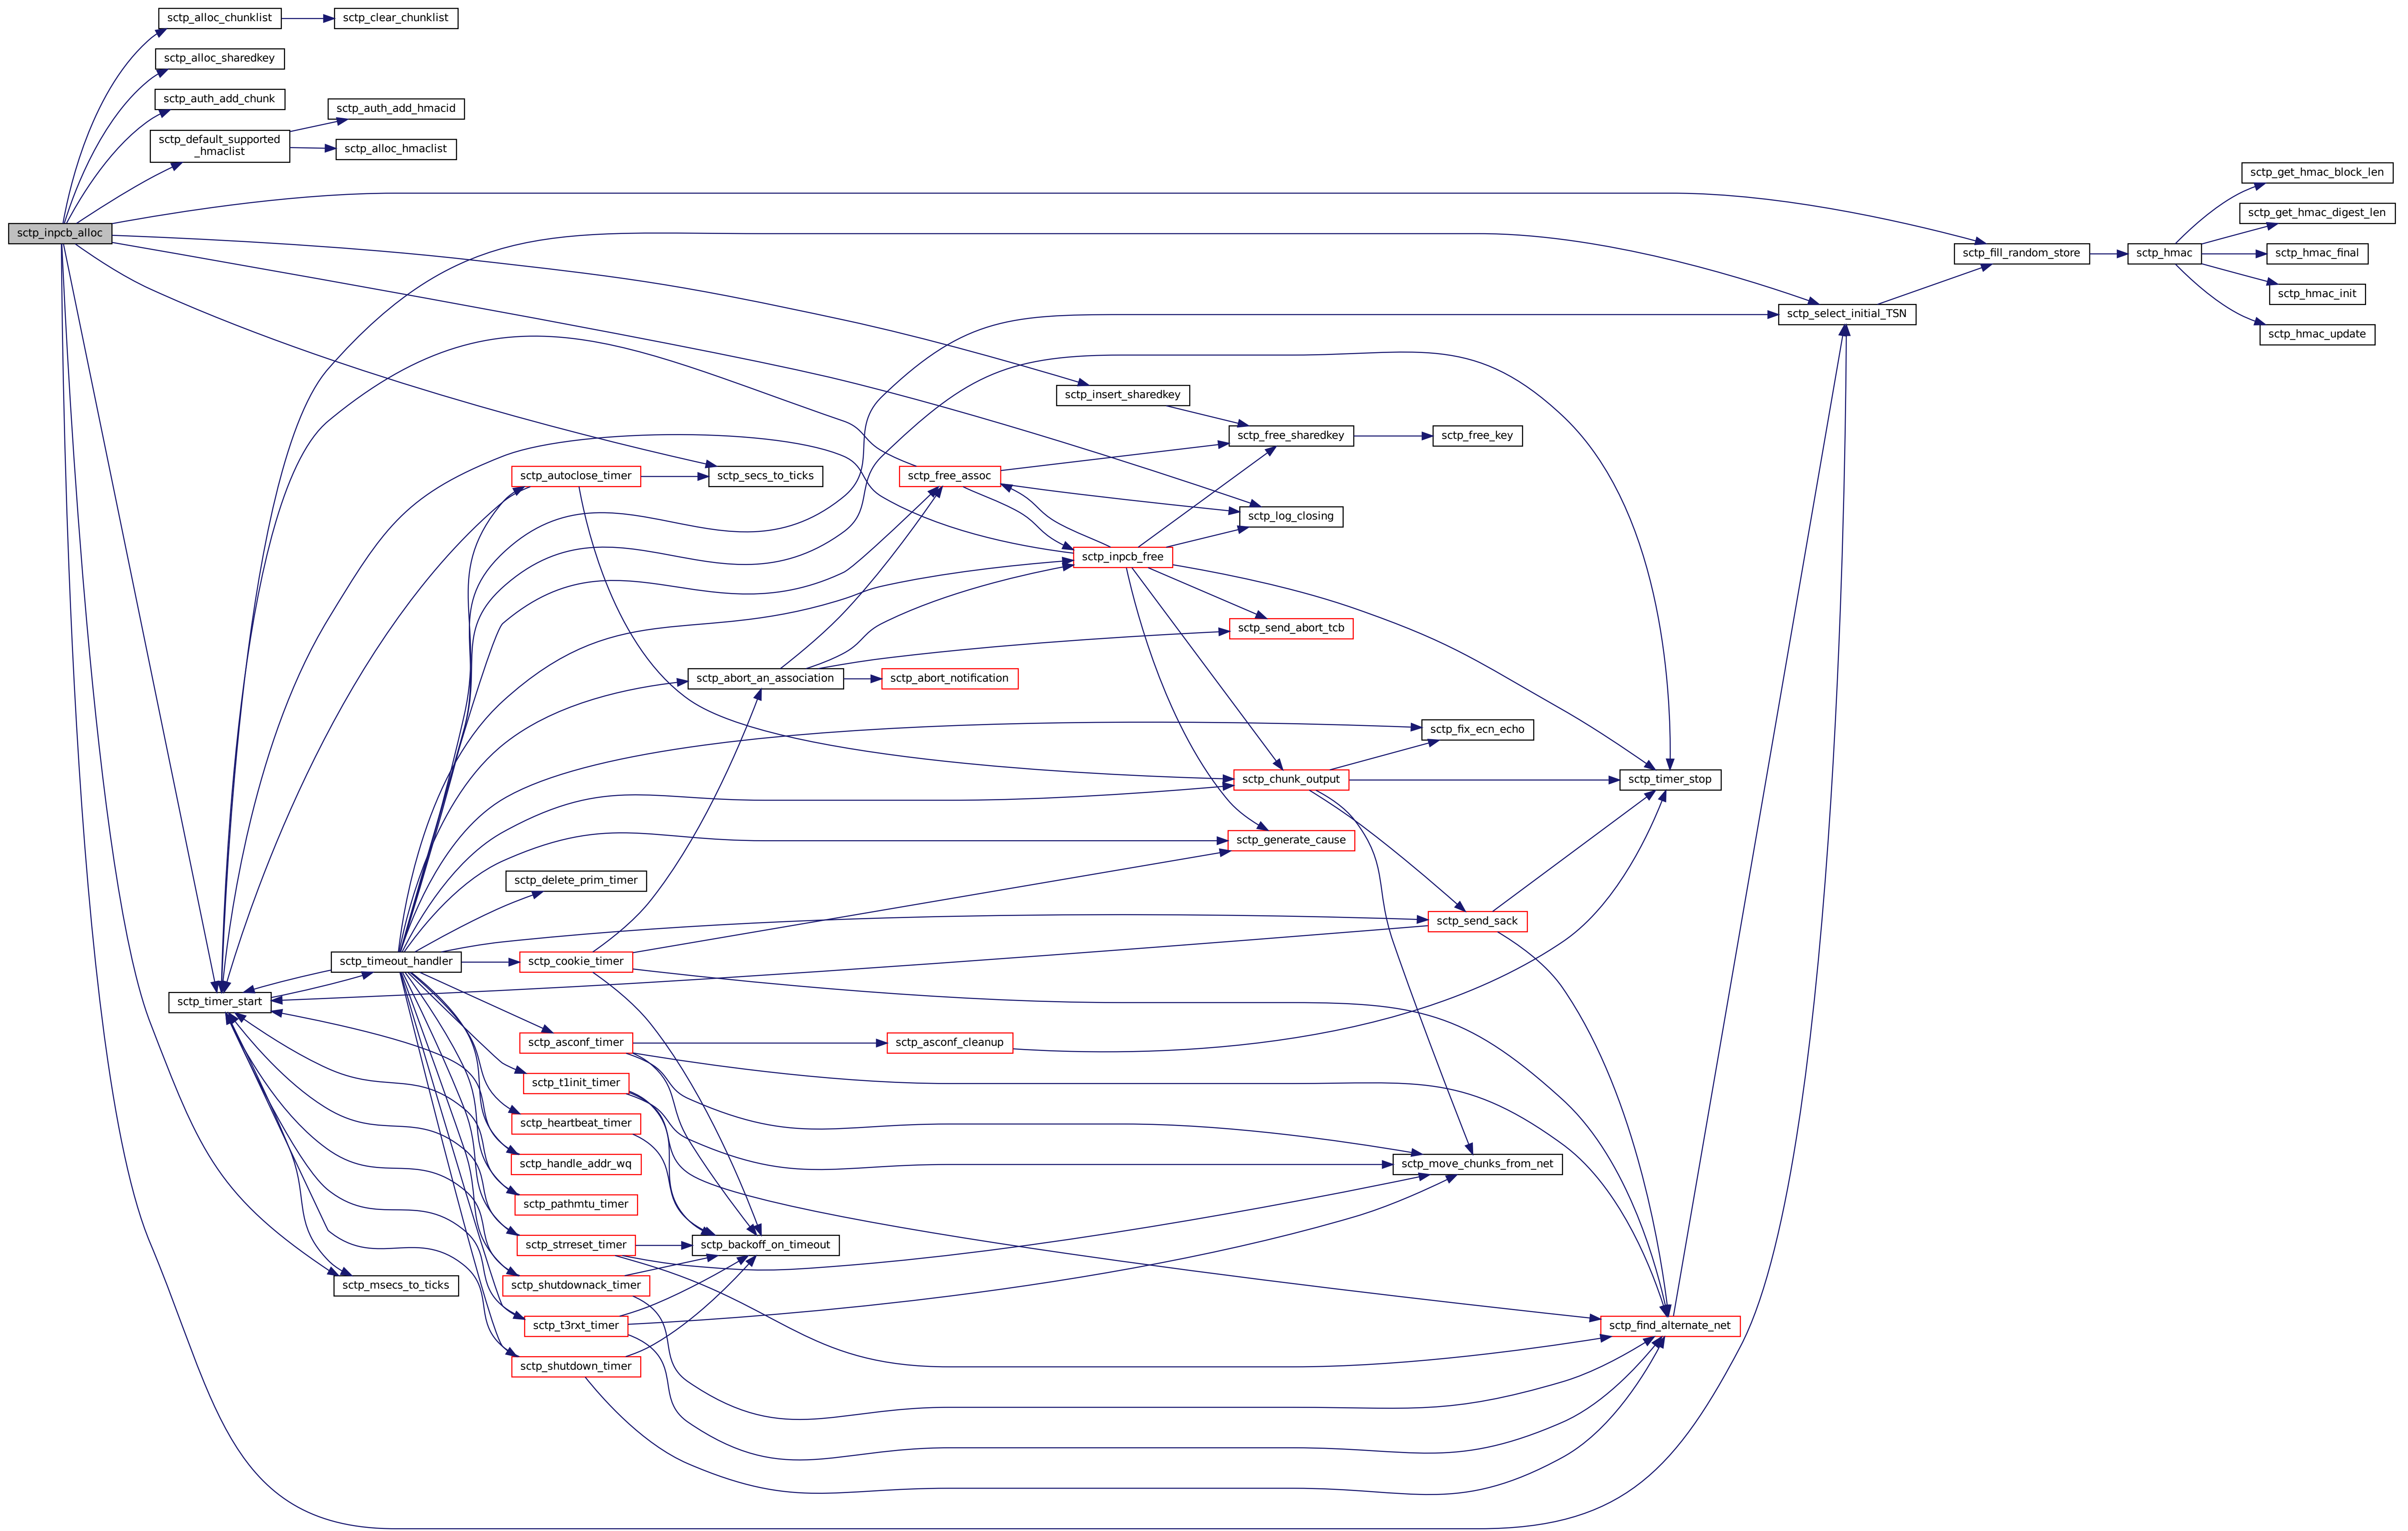 sctp_alloc_chunklist
sctp_clear_chunklist
sctp_alloc_sharedkey
sctp_auth_add_chunk
sctp_auth_add_hmacid
sctp_default_supported
_hmaclist
sctp_alloc_hmaclist
sctp_get_hmac_block_len
sctp_get_hmac_digest_len
sctp_inpcb_alloc
sctp_fill_random_store
sctp_hmac
sctp_hmac_final
sctp_hmac_init
sctp_select_initial_TSN
sctp_hmac_update
sctp_insert_sharedkey
sctp_free_sharedkey
sctp_free_key
sctp_autoclose_timer
sctp_secs_to_ticks
sctp_free_assoc
sctp_log_closing
sctp_inpcb_free
sctp_send_abort_tcb
sctp_abort_an_association
sctp_abort_notification
sctp_fix_ecn_echo
sctp_chunk_output
sctp_timer_stop
sctp_generate_cause
sctp_delete_prim_timer
sctp_send_sack
sctp_timeout_handler
sctp_cookie_timer
sctp_timer_start
sctp_asconf_timer
sctp_asconf_cleanup
sctp_t1init_timer
sctp_heartbeat_timer
sctp_handle_addr_wq
sctp_move_chunks_from_net
sctp_pathmtu_timer
sctp_strreset_timer
sctp_backoff_on_timeout
sctp_msecs_to_ticks
sctp_shutdownack_timer
sctp_t3rxt_timer
sctp_find_alternate_net
sctp_shutdown_timer